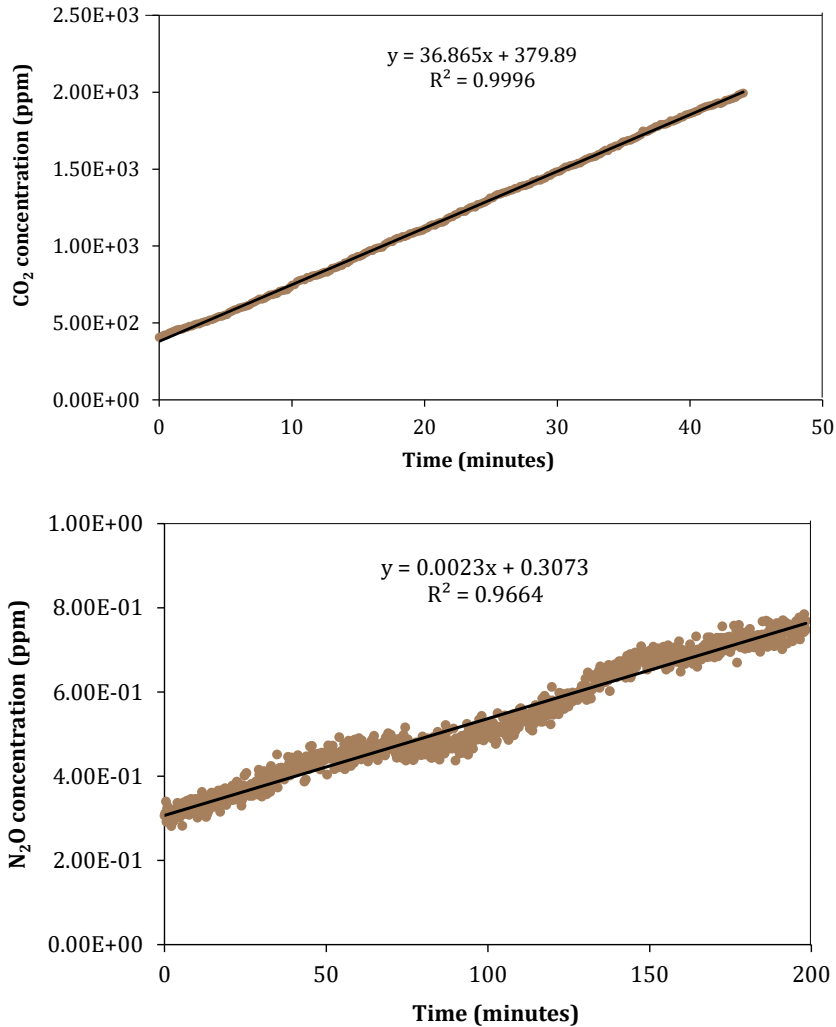 2.50E+03
y = 36.865x + 379.89
R² = 0.9996
2.00E+03
1.50E+03
1.00E+03
5.00E+02
0.00E+00
CO₂ concentration (ppm)
0 10 20 30 40 50
Time (minutes)
1.00E+00
y = 0.0023x + 0.3073
R² = 0.9664
8.00E-01
6.00E-01
4.00E-01
2.00E-01
0.00E+00
N₂O concentration (ppm)
0 50 100 150 200
Time (minutes)